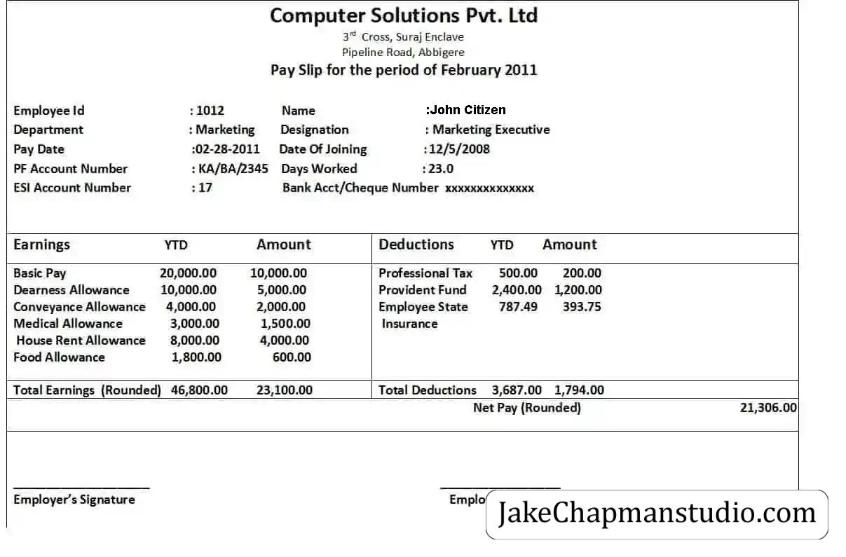 Computer Solutions Pvt. Ltd
3rd Cross, Suraj Enclave
Pipeline Road, Abbigere
Pay Slip for the period of February 2011
Employee Id : 1012 Name :John Citizen
Department : Marketing Designation : Marketing Executive
Pay Date :02-28-2011 Date Of Joining :12/5/2008
PF Account Number : KA/BA/2345 Days Worked :23.0
ESI Account Number : 17 Bank Acct/Cheque Number xxxxxxxxxxxxxx
Earnings YTD Amount Deductions YTD Amount
Basic Pay 20,000.00 10,000.00 Professional Tax 500.00 200.00
Dearness Allowance 10,000.00 5,000.00 Provident Fund 2,400.00 1,200.00
Conveyance Allowance 4,000.00 2,000.00 Employee State 787.49 393.75
Medical Allowance 3,000.00 1,500.00 Insurance
House Rent Allowance 8,000.00 4,000.00
Food Allowance 1,800.00 600.00
Total Earnings (Rounded) 46,800.00 23,100.00 Total Deductions 3,687.00 1,794.00
Net Pay (Rounded) 21,306.00
Employer's Signature
JakeChapmanstudio.com